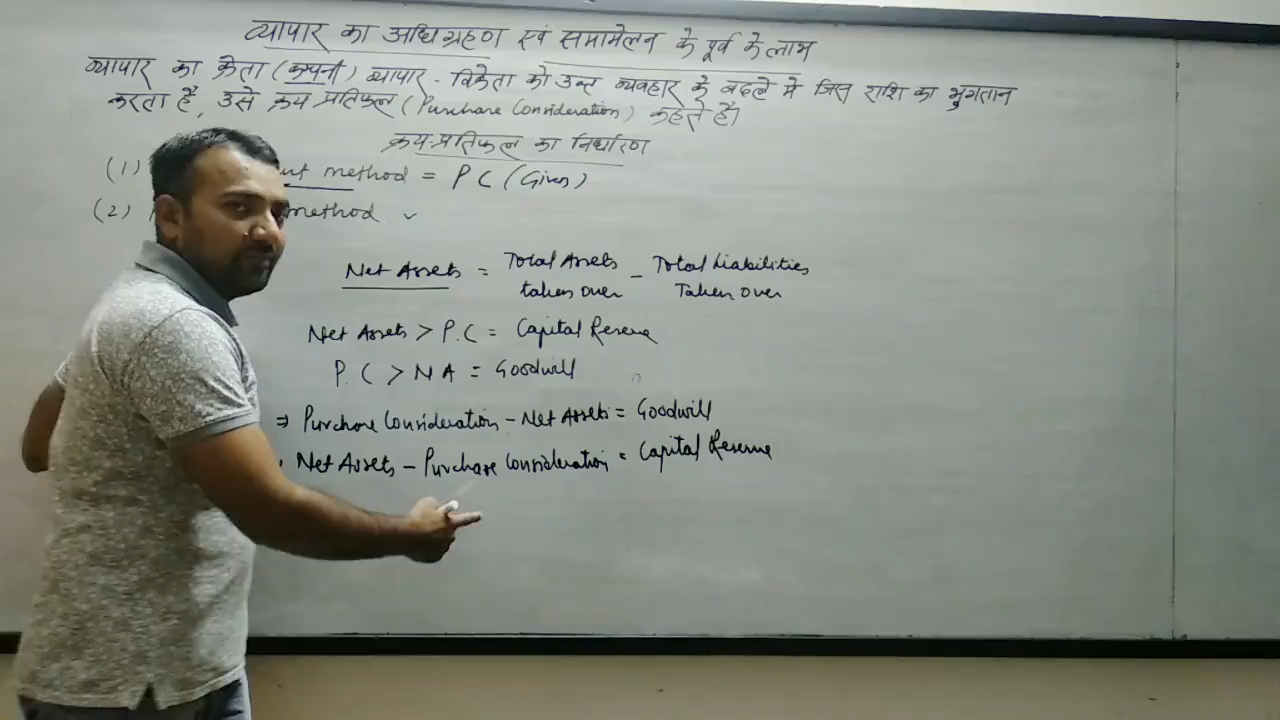 व्यापार का अधिग्रहण एवं समामेलन के पूर्व के लाभ
व्यापार का क्रेता (कम्पनी) व्यापार - विक्रेता को उक्त व्यवहार के बदले में जिस राशि का भुगतान
करता है, उसे क्रय प्रतिफल (Purchase Consideration) कहते है।
क्रय-प्रतिफल का निर्धारण
(1) method = PC (Given)
(2) method
Net Assets = Total Assets taken over - Total Liabilities Taken Over
Net Assets > P.C = Capital Reserve
P.C > NA = Goodwill
⇒ Purchase Consideration - Net Assets = Goodwill
Net Assets - Purchase Consideration = Capital Reserve